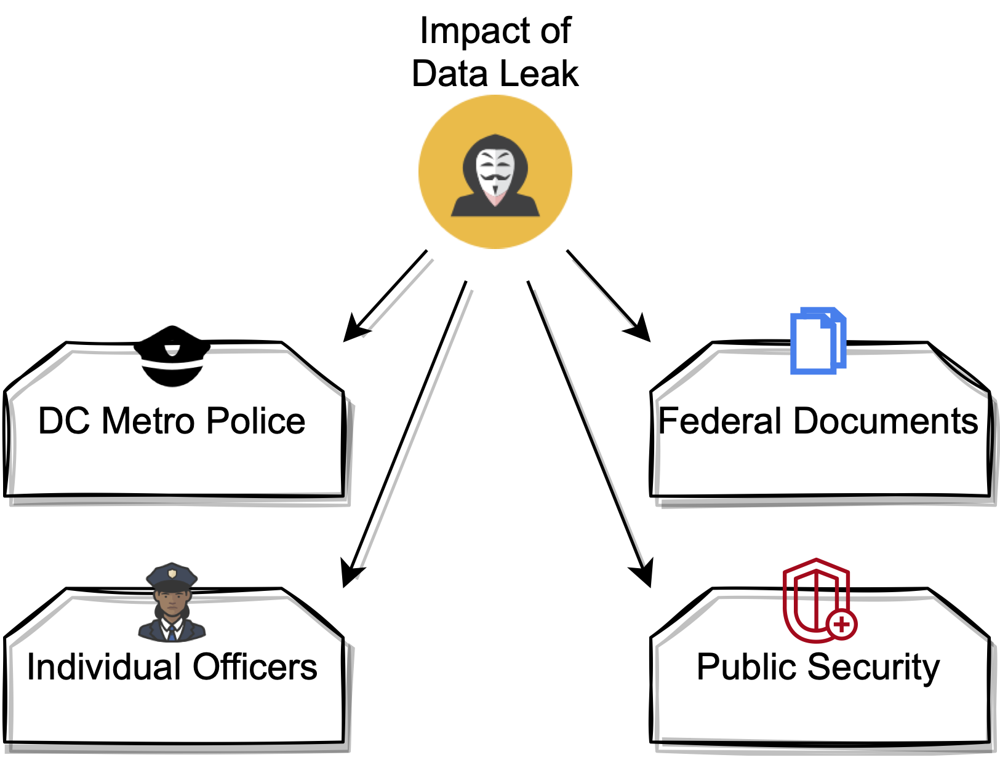 Impact of
Data Leak
DC Metro Police
Federal Documents
Individual Officers
Public Security